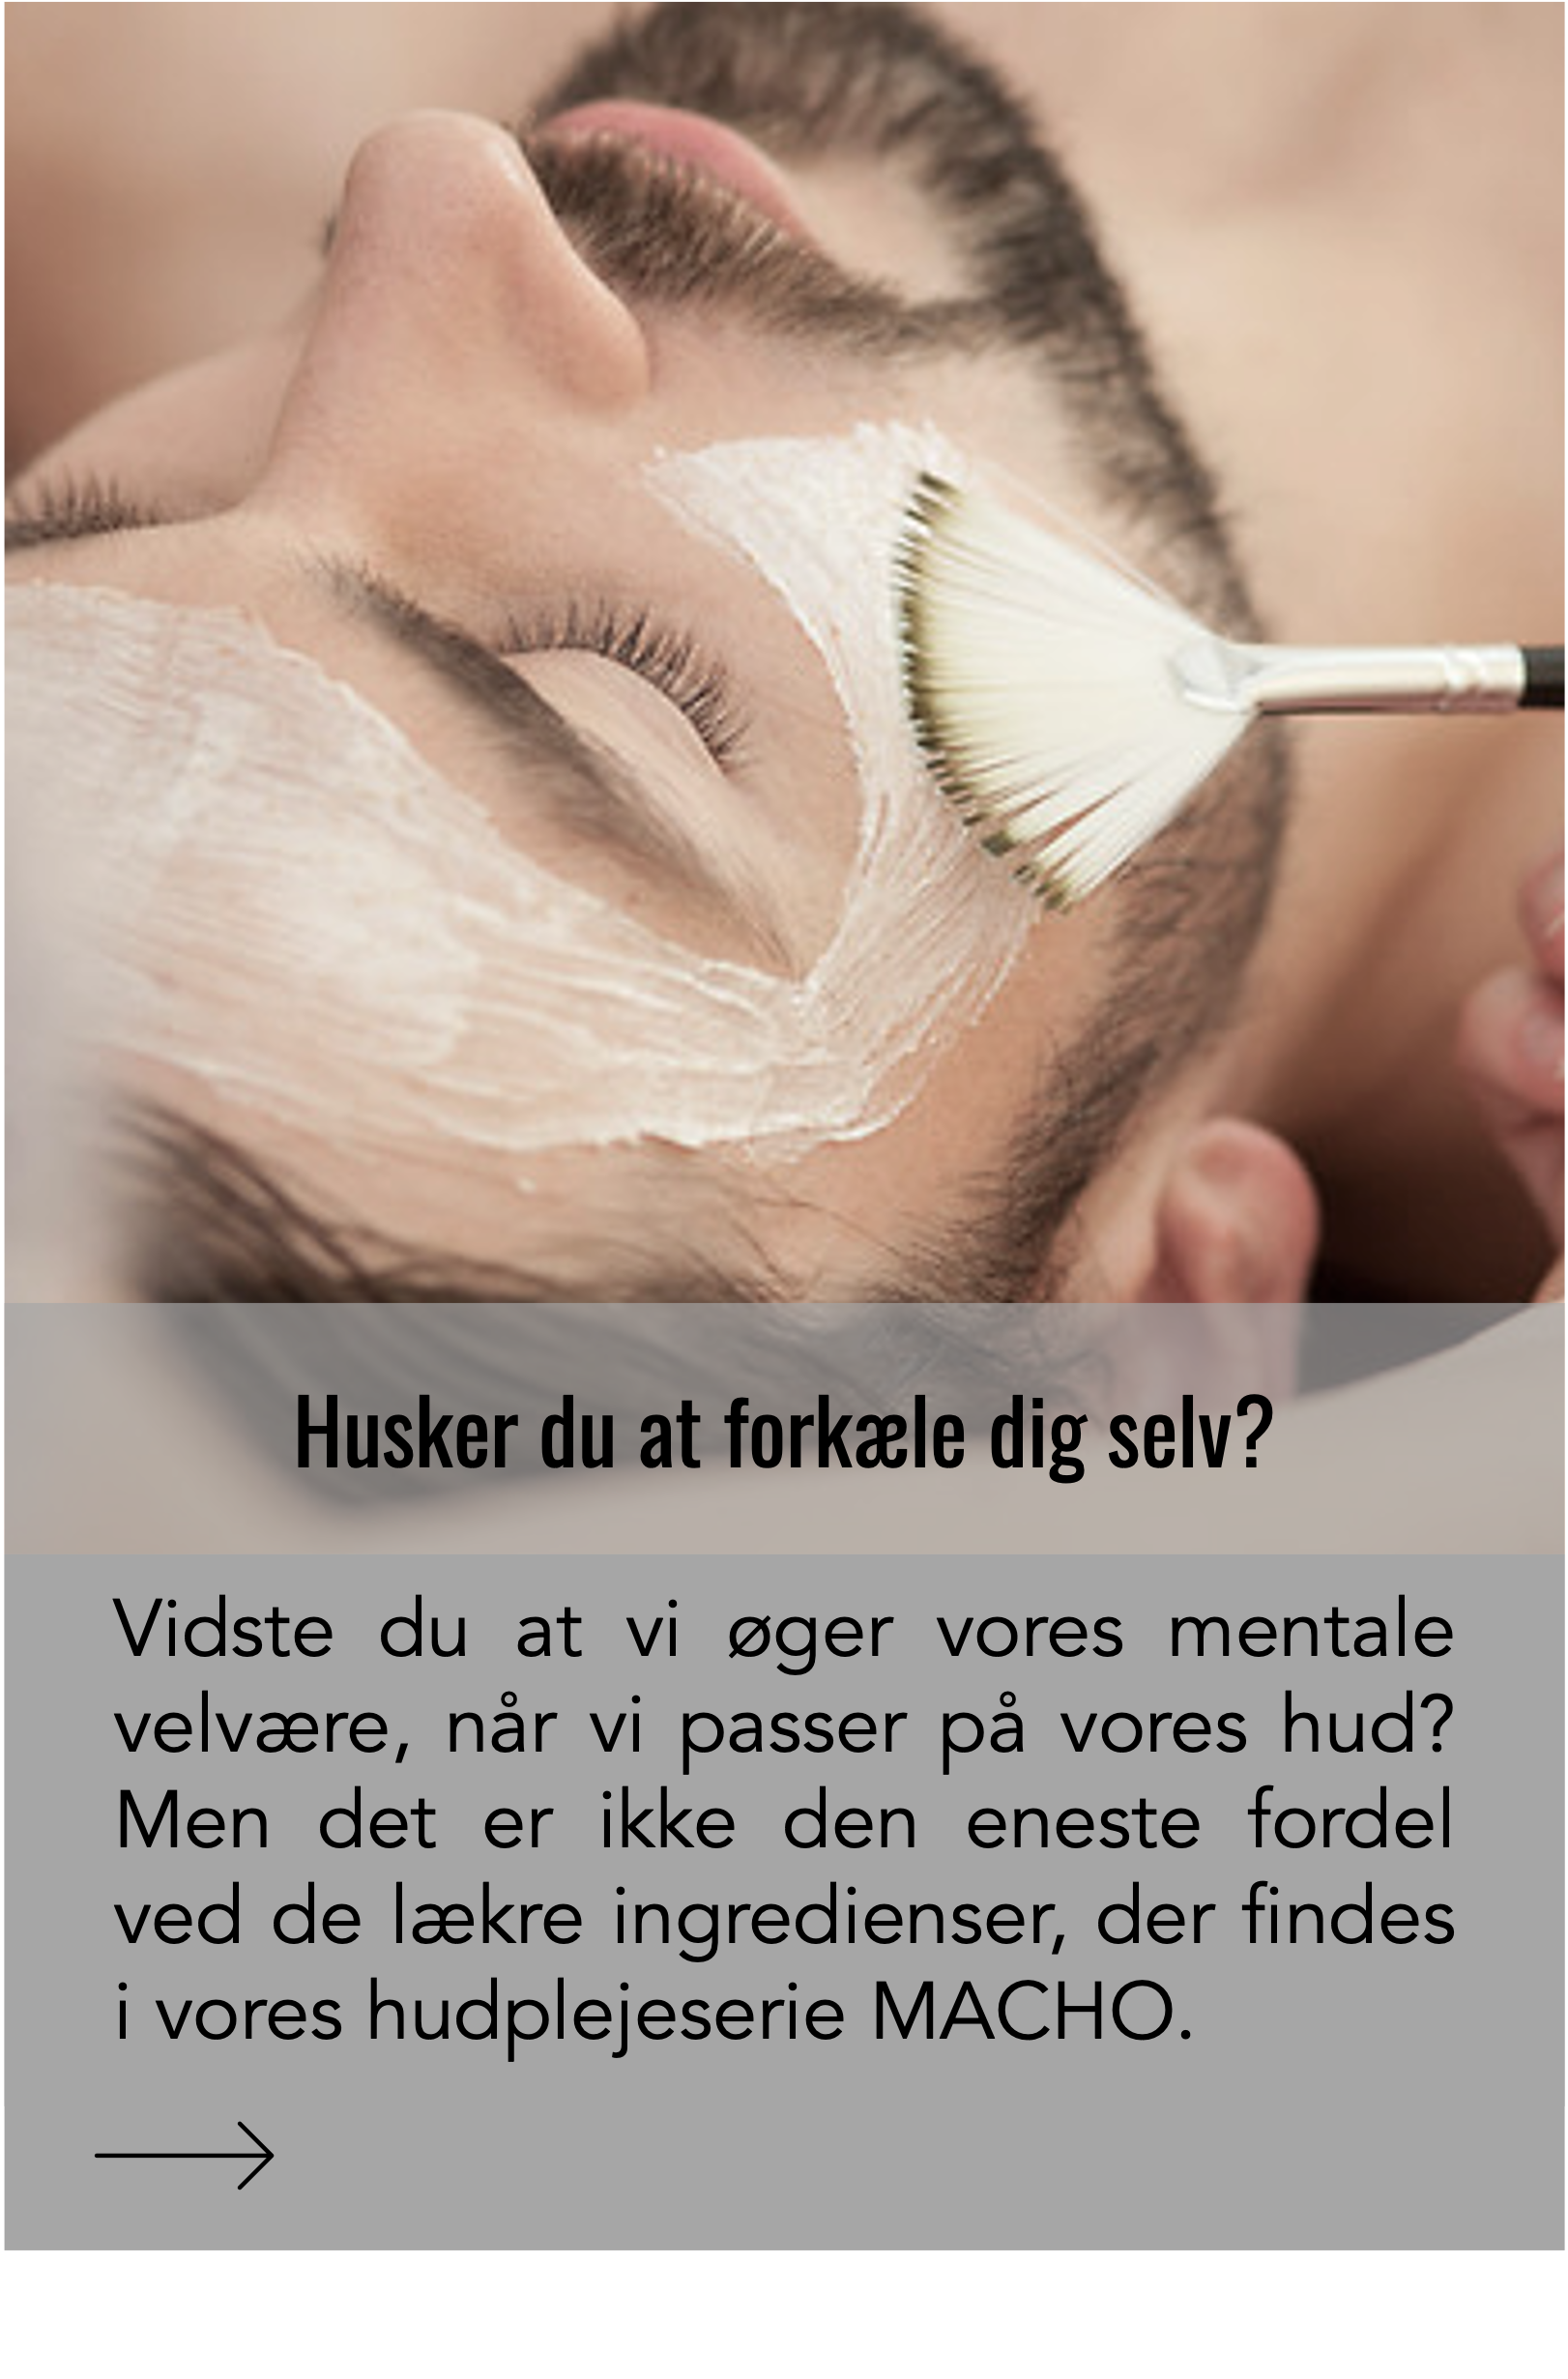 Husker du at forkæle dig selv?
Vidste du at vi øger vores mentale
velvære, når vi passer på vores hud?
Men det er ikke den eneste fordel
ved de lækre ingredienser, der findes
i vores hudplejeserie MACHO.